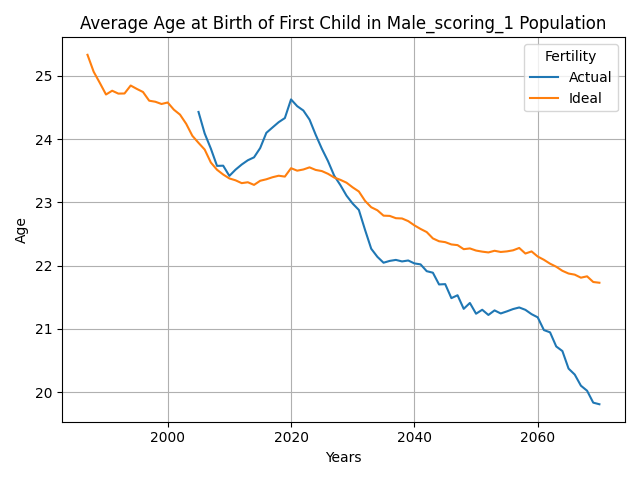 Average Age at Birth of First Child in Male_scoring_1 Population
Fertility
Actual
Ideal
25
24
23
22
21
20
Age
2000
2020
2040
2060
Years